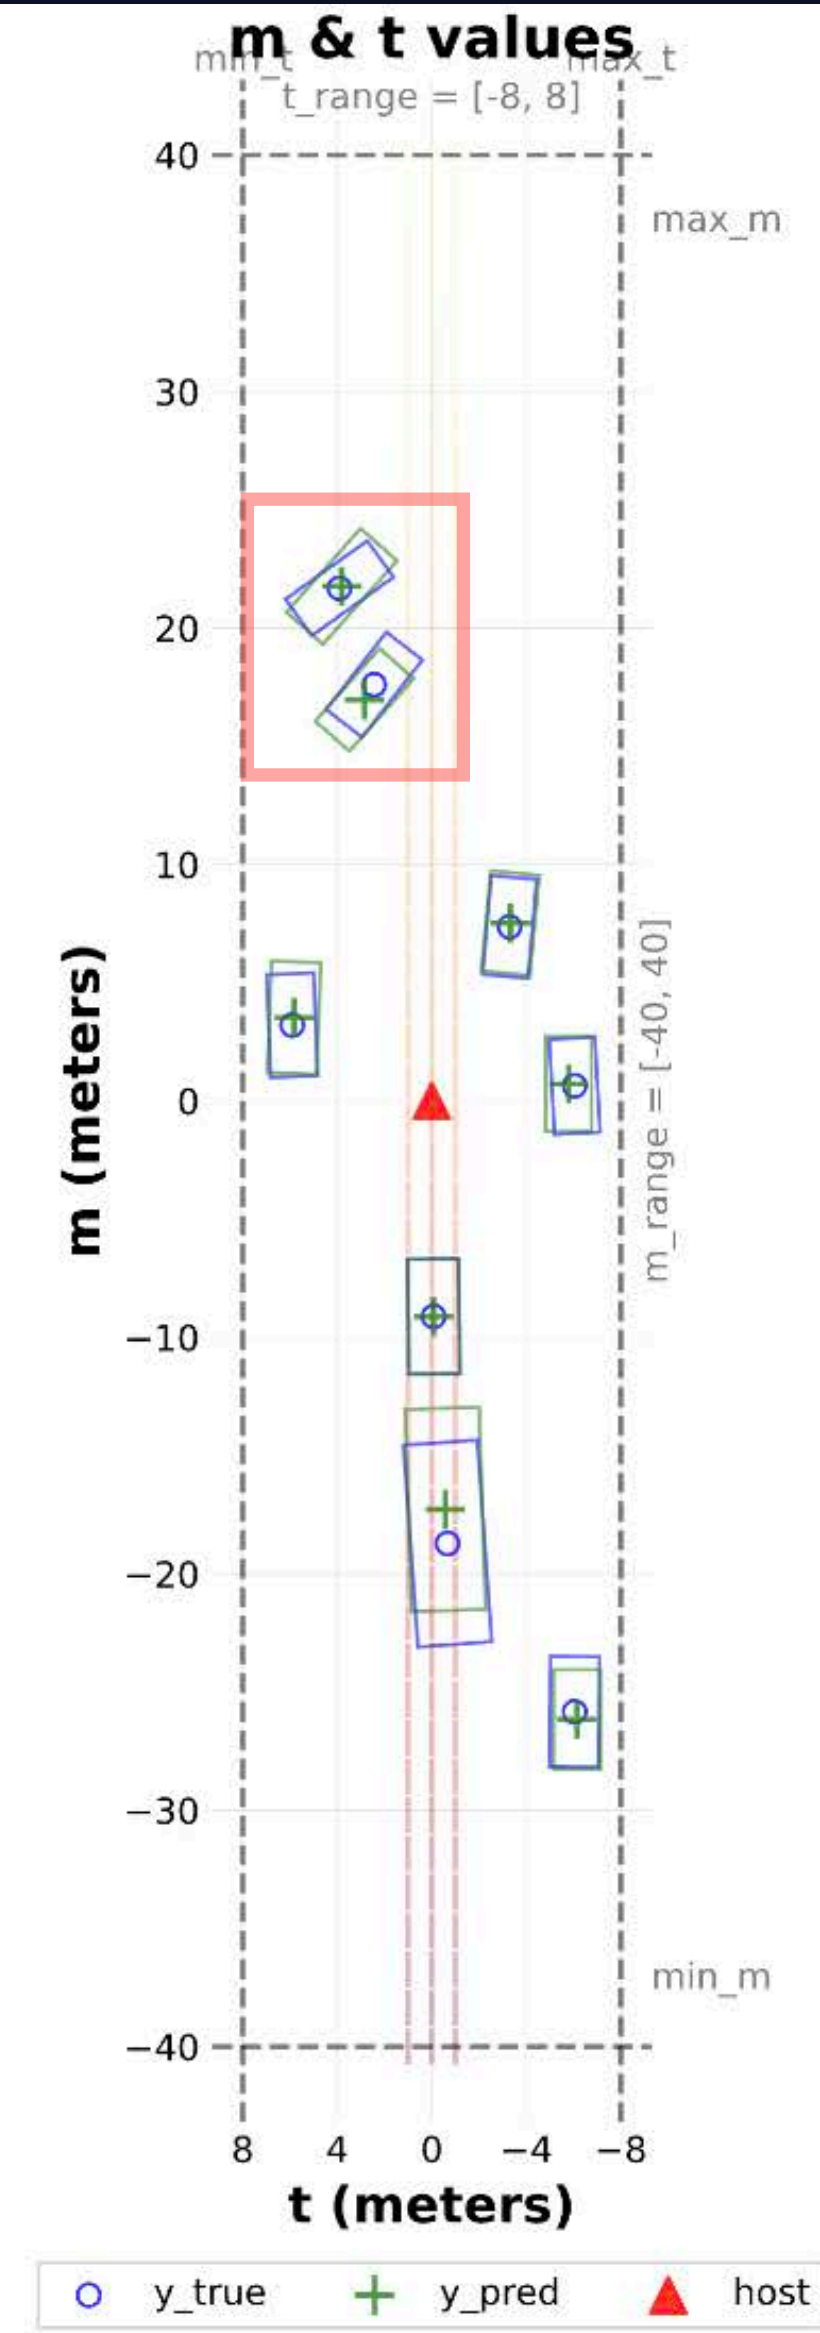 m & t values
min_t max_t
t_range = [-8, 8]
40
max_m
30
20
10
0
−10
−20
−30
−40
m (meters)
m_range = [-40, 40]
min_m
8 4 0 −4 −8
t (meters)
y_true y_pred host